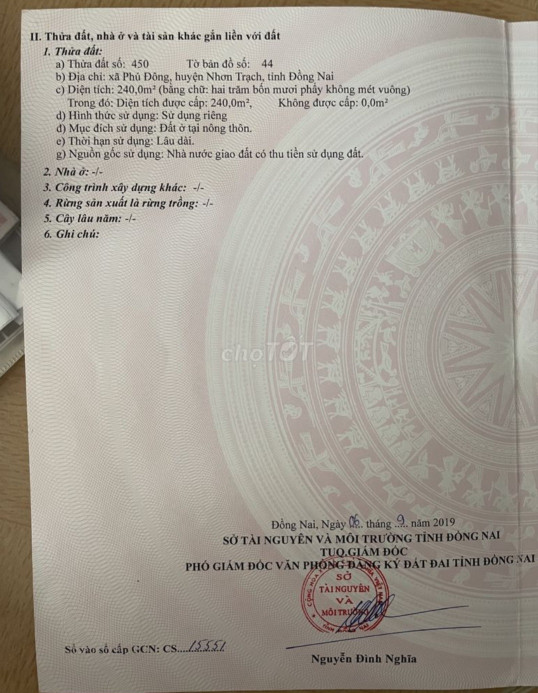 II. Thửa đất, nhà ở và tài sản khác gắn liền với đất
1. Thửa đất:
a) Thửa đất số: 450 Tờ bản đồ số: 44
b) Địa chỉ: xã Phú Đông, huyện Nhơn Trạch, tỉnh Đồng Nai
c) Diện tích: 240,0m² (bằng chữ: hai trăm bốn mươi phẩy không mét vuông)
Trong đó: Diện tích được cấp: 240,0m², Không được cấp: 0,0m²
d) Hình thức sử dụng: Sử dụng riêng
đ) Mục đích sử dụng: Đất ở tại nông thôn.
e) Thời hạn sử dụng: Lâu dài.
g) Nguồn gốc sử dụng: Nhà nước giao đất có thu tiền sử dụng đất.
2. Nhà ở: -/-
3. Công trình xây dựng khác: -/-
4. Rừng sản xuất là rừng trồng: -/-
5. Cây lâu năm: -/-
6. Ghi chú:
chợTỐT
Đồng Nai, Ngày 06 tháng 9 năm 2019
SỞ TÀI NGUYÊN VÀ MÔI TRƯỜNG TỈNH ĐỒNG NAI
TUQ.GIÁM ĐỐC
PHÓ GIÁM ĐỐC VĂN PHÒNG ĐĂNG KÝ ĐẤT ĐAI TỈNH ĐỒNG NAI
SỞ
TÀI NGUYÊN
VÀ
MÔI TRƯỜNG
Số vào sổ cấp GCN: CS....15551
Nguyễn Đình Nghĩa